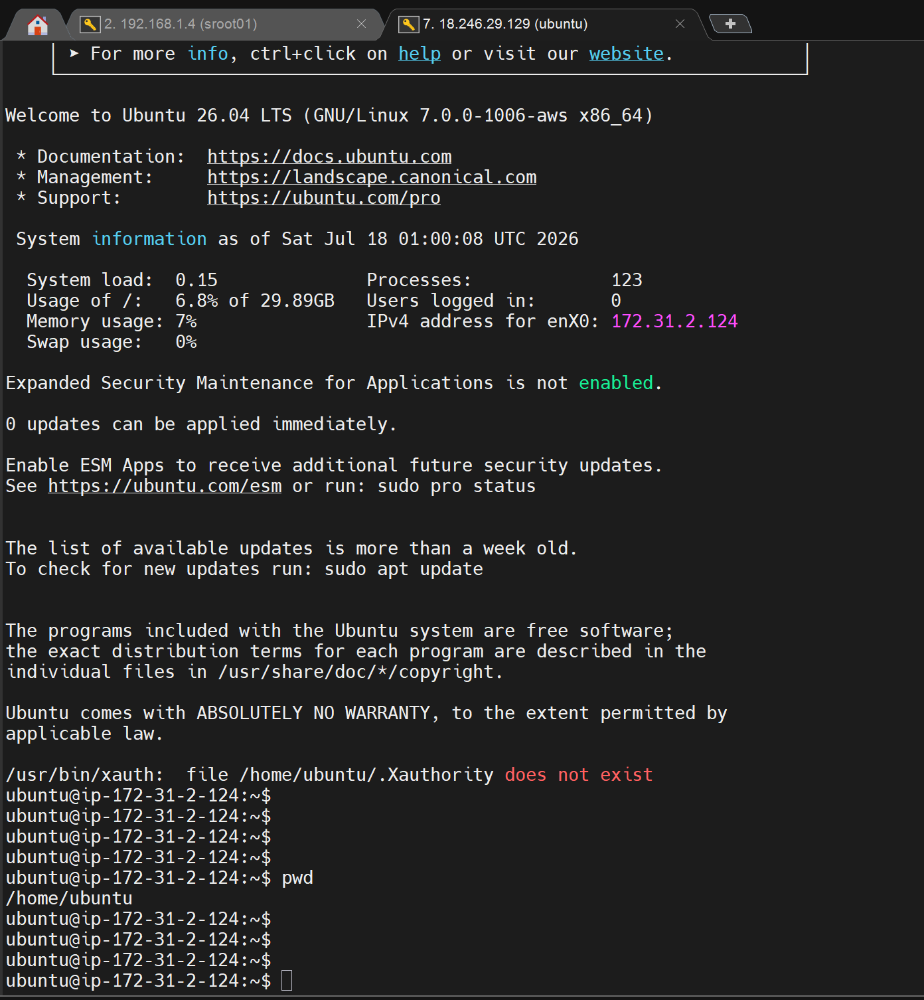 2. 192.168.1.4 (sroot01)
7. 18.246.29.129 (ubuntu)
➤ For more info, ctrl+click on help or visit our website.
Welcome to Ubuntu 26.04 LTS (GNU/Linux 7.0.0-1006-aws x86_64)
* Documentation:  https://docs.ubuntu.com
* Management:     https://landscape.canonical.com
* Support:        https://ubuntu.com/pro
System information as of Sat Jul 18 01:00:08 UTC 2026
System load:  0.15              Processes:             123
Usage of /:   6.8% of 29.89GB   Users logged in:       0
Memory usage: 7%                IPv4 address for enX0: 172.31.2.124
Swap usage:   0%
Expanded Security Maintenance for Applications is not enabled.
0 updates can be applied immediately.
Enable ESM Apps to receive additional future security updates.
See https://ubuntu.com/esm or run: sudo pro status
The list of available updates is more than a week old.
To check for new updates run: sudo apt update
The programs included with the Ubuntu system are free software;
the exact distribution terms for each program are described in the
individual files in /usr/share/doc/*/copyright.
Ubuntu comes with ABSOLUTELY NO WARRANTY, to the extent permitted by
applicable law.
/usr/bin/xauth:  file /home/ubuntu/.Xauthority does not exist
ubuntu@ip-172-31-2-124:~$
ubuntu@ip-172-31-2-124:~$
ubuntu@ip-172-31-2-124:~$
ubuntu@ip-172-31-2-124:~$
ubuntu@ip-172-31-2-124:~$ pwd
/home/ubuntu
ubuntu@ip-172-31-2-124:~$
ubuntu@ip-172-31-2-124:~$
ubuntu@ip-172-31-2-124:~$
ubuntu@ip-172-31-2-124:~$